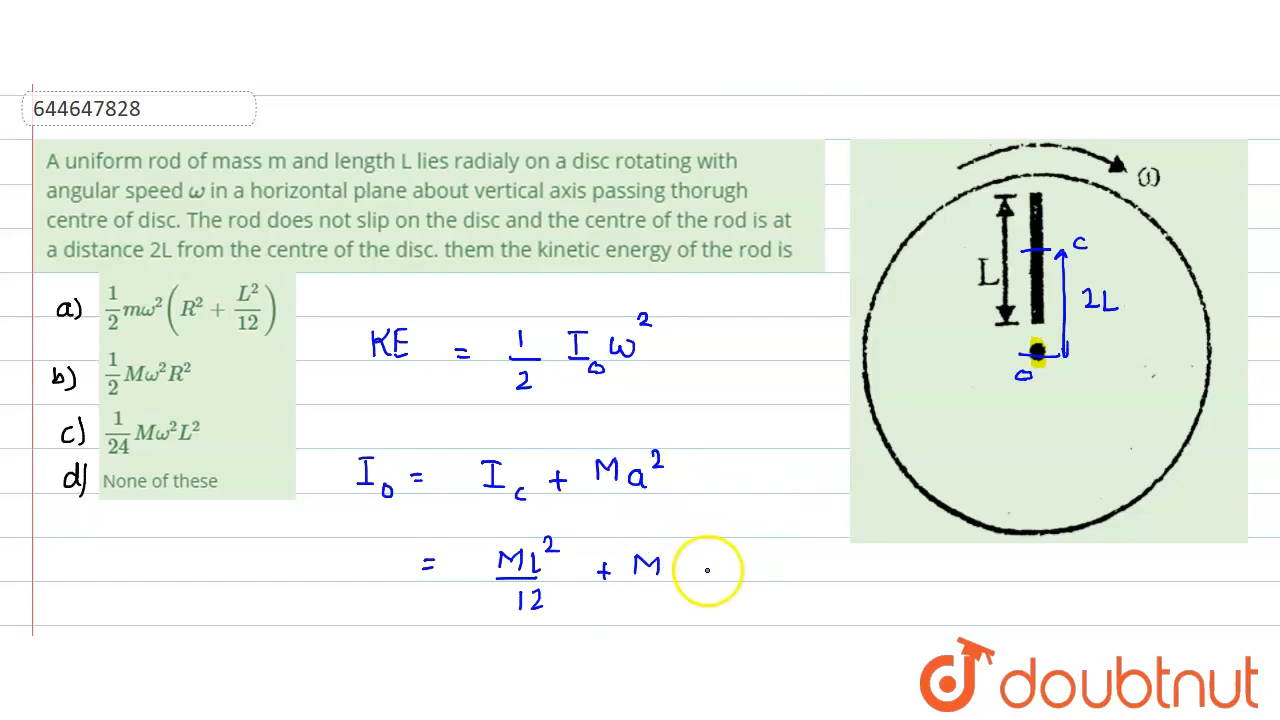 644647828
A uniform rod of mass m and length L lies radialy on a disc rotating with
angular speed ω in a horizontal plane about vertical axis passing thorugh
centre of disc. The rod does not slip on the disc and the centre of the rod is at
a distance 2L from the centre of the disc. them the kinetic energy of the rod is
a) 1/2 mω²(R² + L²/12)
b) 1/2 Mω²R²
c) 1/24 Mω²L²
d) None of these
KE = 1/2 I₀ ω²
I₀ = I_c + Ma²
= ML²/12 + M
ω
L
C
2L
O
doubtnut